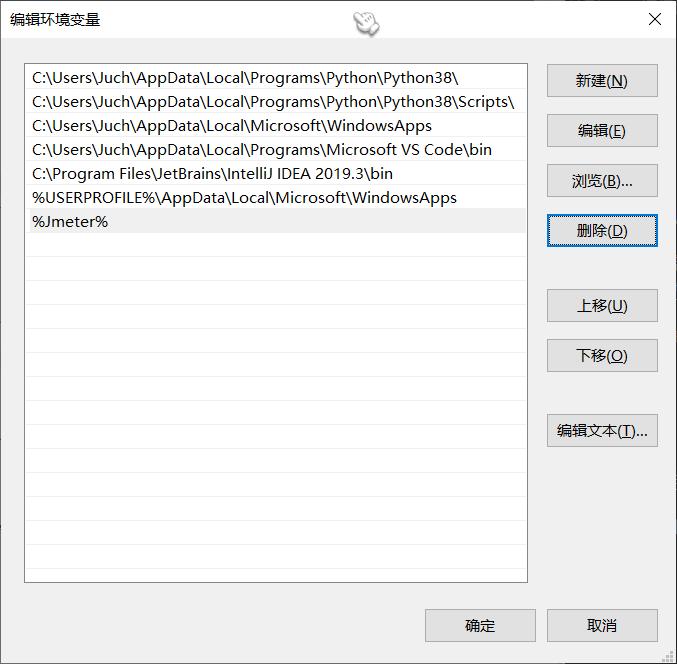 编辑环境变量
C:\Users\Juch\AppData\Local\Programs\Python\Python38\
C:\Users\Juch\AppData\Local\Programs\Python\Python38\Scripts\
C:\Users\Juch\AppData\Local\Microsoft\WindowsApps
C:\Users\Juch\AppData\Local\Programs\Microsoft VS Code\bin
C:\Program Files\JetBrains\IntelliJ IDEA 2019.3\bin
%USERPROFILE%\AppData\Local\Microsoft\WindowsApps
%Jmeter%
新建(N)
编辑(E)
浏览(B)...
删除(D)
上移(U)
下移(O)
编辑文本(T)...
确定
取消